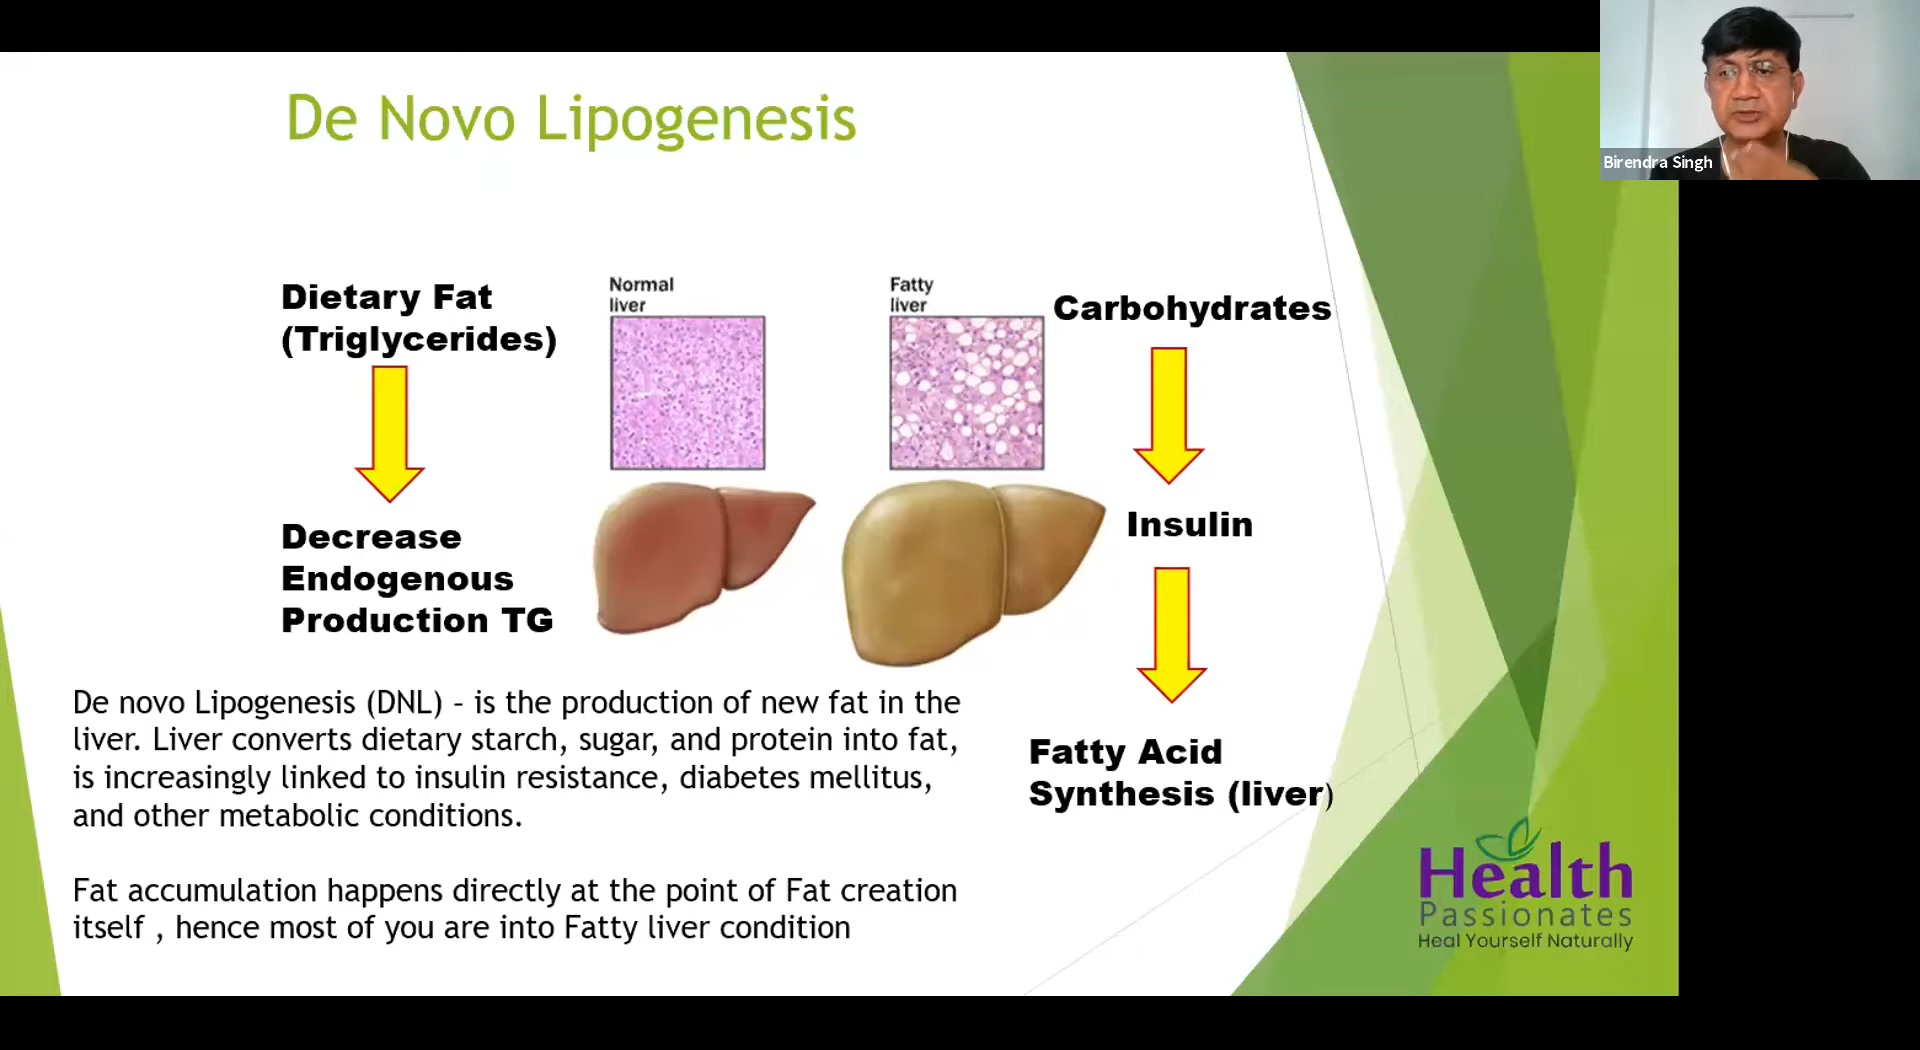 De Novo Lipogenesis
Birendra Singh
Dietary Fat
(Triglycerides)
Normal
liver
Fatty
liver
Carbohydrates
Insulin
Decrease
Endogenous
Production TG
Fatty Acid
Synthesis (liver)
De novo Lipogenesis (DNL) - is the production of new fat in the
liver. Liver converts dietary starch, sugar, and protein into fat,
is increasingly linked to insulin resistance, diabetes mellitus,
and other metabolic conditions.
Fat accumulation happens directly at the point of Fat creation
itself , hence most of you are into Fatty liver condition
Health
Passionates
Heal Yourself Naturally